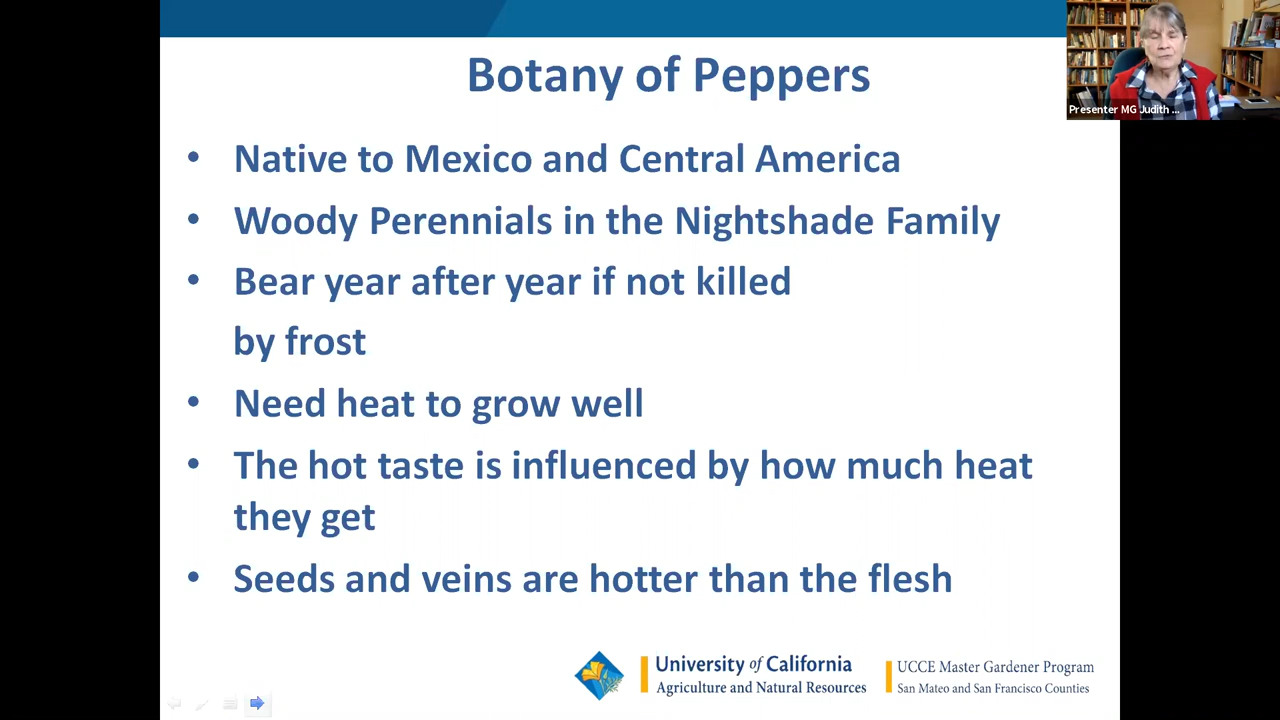 Botany of Peppers
Presenter MG Judith ...
• Native to Mexico and Central America
• Woody Perennials in the Nightshade Family
• Bear year after year if not killed
by frost
• Need heat to grow well
• The hot taste is influenced by how much heat
they get
• Seeds and veins are hotter than the flesh
University of California
Agriculture and Natural Resources
UCCE Master Gardener Program
San Mateo and San Francisco Counties